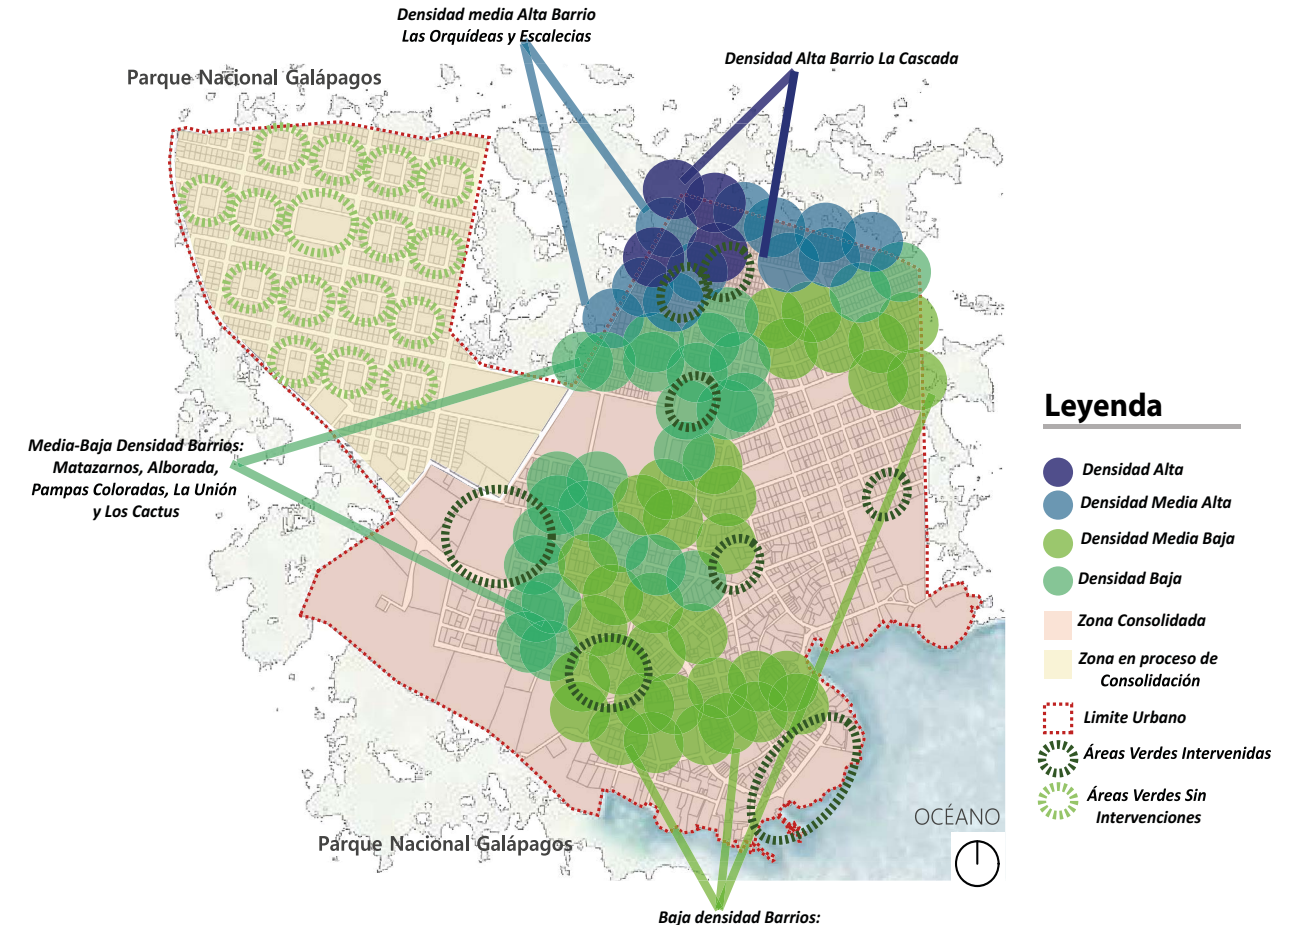 Densidad media Alta Barrio
Las Orquídeas y Escalecias
Densidad Alta Barrio La Cascada
Parque Nacional Galápagos
Media-Baja Densidad Barrios:
Matazarnos, Alborada,
Pampas Coloradas, La Unión
y Los Cactus
Leyenda
Densidad Alta
Densidad Media Alta
Densidad Media Baja
Densidad Baja
Zona Consolidada
Zona en proceso de
Consolidación
Limite Urbano
Áreas Verdes Intervenidas
Áreas Verdes Sin
Intervenciones
OCÉANO
Parque Nacional Galápagos
Baja densidad Barrios: